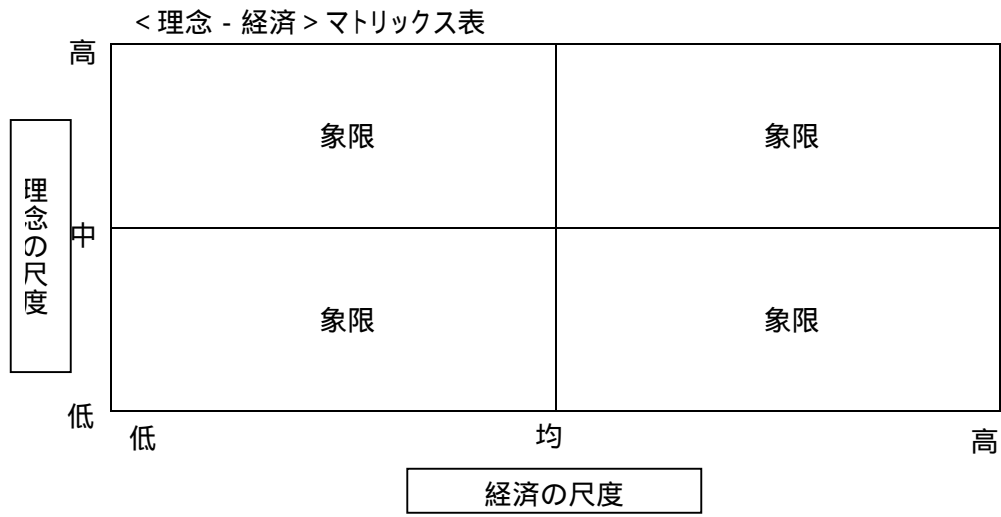 <理念 - 経済>マトリックス表
高
象限
象限
理念の尺度
中
象限
象限
低
低
均
高
経済の尺度